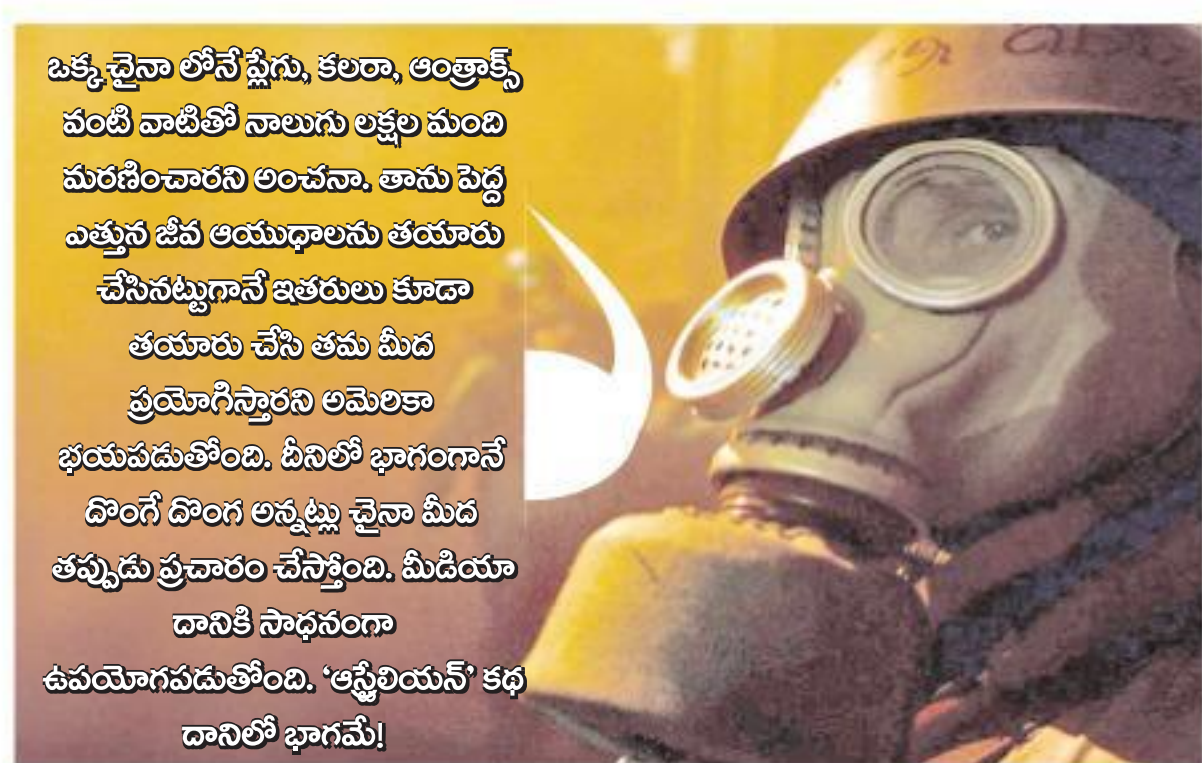 ఒక్క చైనా లోనే ప్లేగు, కలరా, ఆంత్రాక్స్
వంటి వాటితో నాలుగు లక్షల మంది
మరణించారని అంచనా. తాను పెద్ద
ఎత్తున జీవ ఆయుధాలను తయారు
చేసినట్టుగానే ఇతరులు కూడా
తయారు చేసి తమ మీద
ప్రయోగిస్తారని అమెరికా
భయపడుతోంది. దీనిలో భాగంగానే
దొంగే దొంగ అన్నట్లు చైనా మీద
తప్పుడు ప్రచారం చేస్తోంది. మీడియా
దానికి సాధనంగా
ఉపయోగపడుతోంది. ‘ఆస్ట్రేలియన్’ కథ
దానిలో భాగమే!